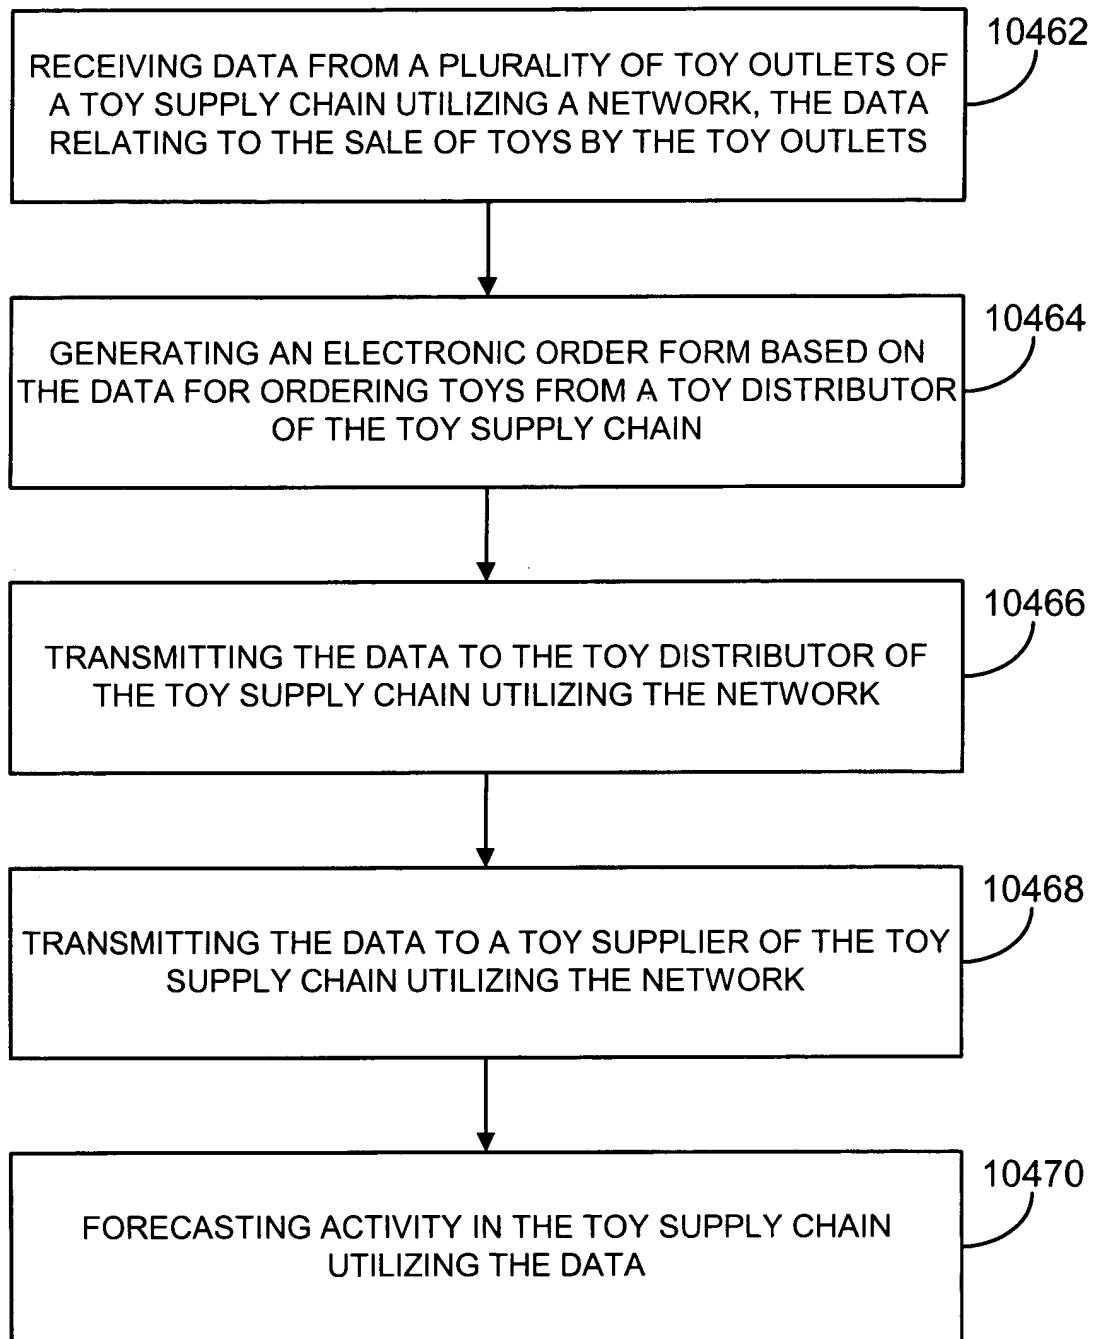 10462
RECEIVING DATA FROM A PLURALITY OF TOY OUTLETS OF
A TOY SUPPLY CHAIN UTILIZING A NETWORK, THE DATA
RELATING TO THE SALE OF TOYS BY THE TOY OUTLETS
10464
GENERATING AN ELECTRONIC ORDER FORM BASED ON
THE DATA FOR ORDERING TOYS FROM A TOY DISTRIBUTOR
OF THE TOY SUPPLY CHAIN
10466
TRANSMITTING THE DATA TO THE TOY DISTRIBUTOR OF
THE TOY SUPPLY CHAIN UTILIZING THE NETWORK
10468
TRANSMITTING THE DATA TO A TOY SUPPLIER OF THE TOY
SUPPLY CHAIN UTILIZING THE NETWORK
10470
FORECASTING ACTIVITY IN THE TOY SUPPLY CHAIN
UTILIZING THE DATA